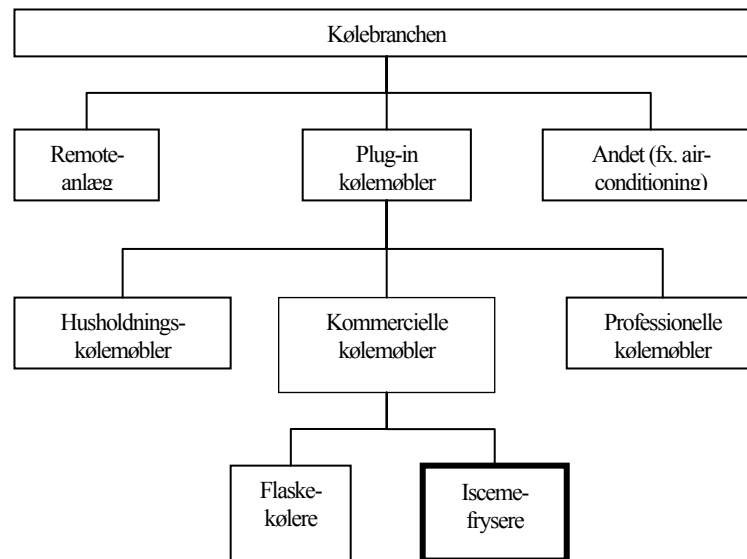 Kølebranchen
Remote-
anlæg
Plug-in
kølemøbler
Andet (fx. air-
conditioning)
Husholdnings-
kølemøbler
Kommercielle
kølemøbler
Professionelle
kølemøbler
Flaske-
kølere
Isceme-
frysere